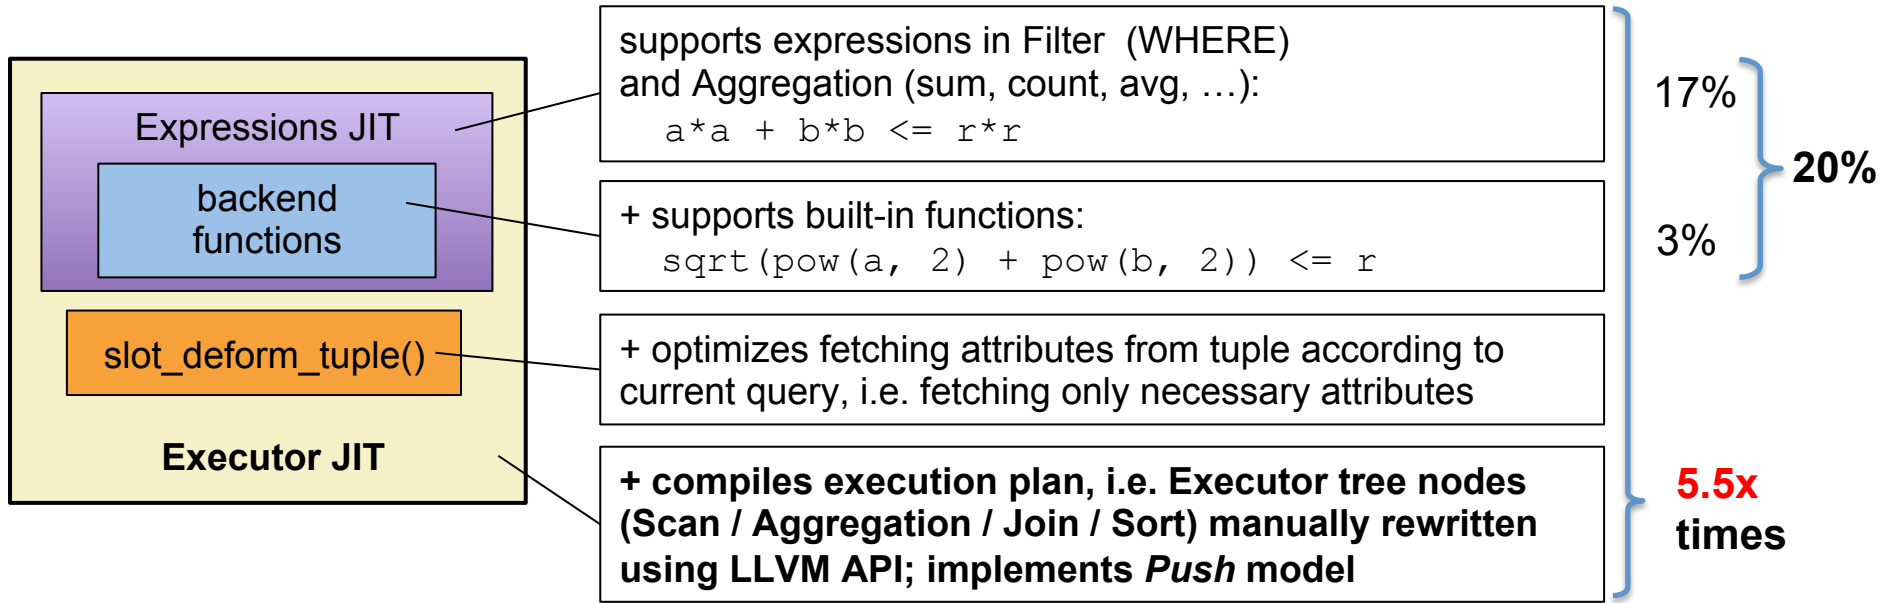 Expressions JIT
backend
functions
slot_deform_tuple()
Executor JIT
supports expressions in Filter (WHERE)
and Aggregation (sum, count, avg, …):
a*a + b*b <= r*r
+ supports built-in functions:
sqrt(pow(a, 2) + pow(b, 2)) <= r
+ optimizes fetching attributes from tuple according to
current query, i.e. fetching only necessary attributes
+ compiles execution plan, i.e. Executor tree nodes
(Scan / Aggregation / Join / Sort) manually rewritten
using LLVM API; implements Push model
17%
3%
20%
5.5x
times